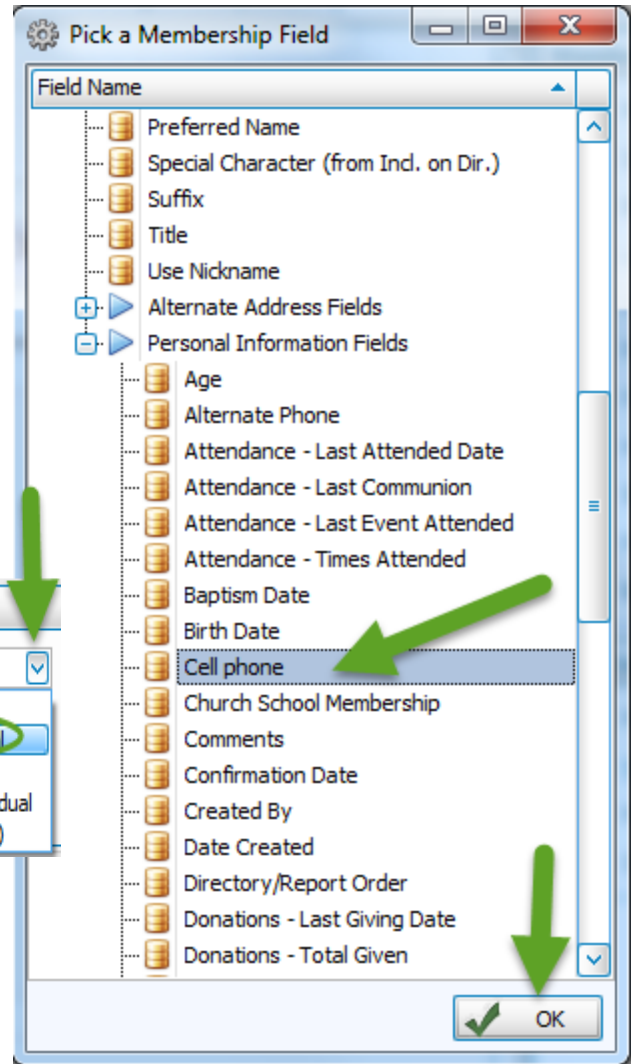 Pick a Membership Field
Field Name
Preferred Name
Special Character (from Incl. on Dir.)
Suffix
Title
Use Nickname
Alternate Address Fields
Personal Information Fields
Age
Alternate Phone
Attendance - Last Attended Date
Attendance - Last Communion
Attendance - Last Event Attended
Attendance - Times Attended
Baptism Date
Birth Date
Cell phone
Church School Membership
Comments
Confirmation Date
Created By
Date Created
Directory/Report Order
Donations - Last Giving Date
Donations - Total Given
OK